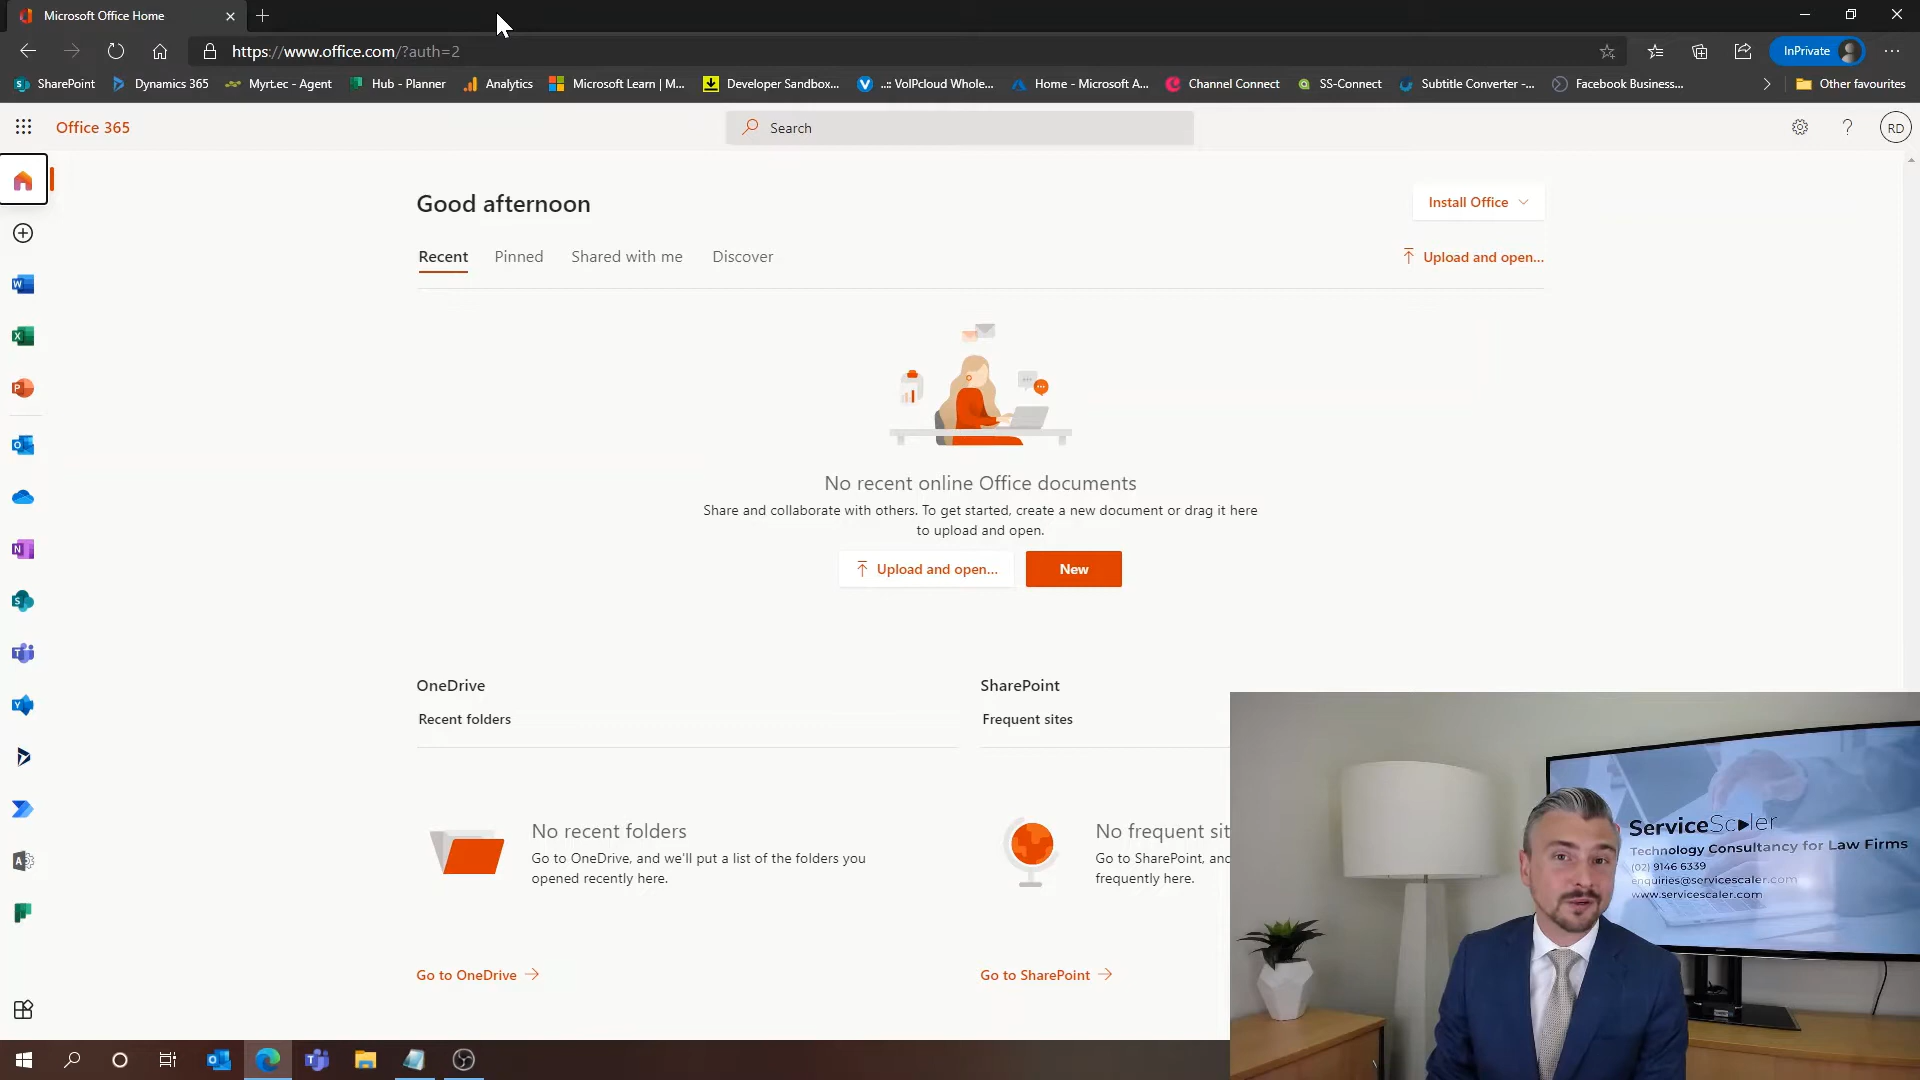 Microsoft Office Home
https://www.office.com/?auth=2
InPrivate
SharePoint
Dynamics 365
Myrt.ec - Agent
Hub - Planner
Analytics
Microsoft Learn | M...
Developer Sandbox...
..:: VoIPcloud Whole...
Home - Microsoft A...
Channel Connect
SS-Connect
Subtitle Converter -...
Facebook Business...
Other favourites
Office 365
Search
?
RD
Good afternoon
Install Office
Recent
Pinned
Shared with me
Discover
Upload and open...
No recent online Office documents
Share and collaborate with others. To get started, create a new document or drag it here
to upload and open.
Upload and open...
New
OneDrive
Recent folders
No recent folders
Go to OneDrive, and we'll put a list of the folders you
opened recently here.
Go to OneDrive
SharePoint
Frequent sites
No frequent sit
Go to SharePoint, and
frequently here.
Go to SharePoint
ServiceScaler
Technology Consultancy for Law Firms
(02) 9146 6339
enquiries@servicescaler.com
www.servicescaler.com